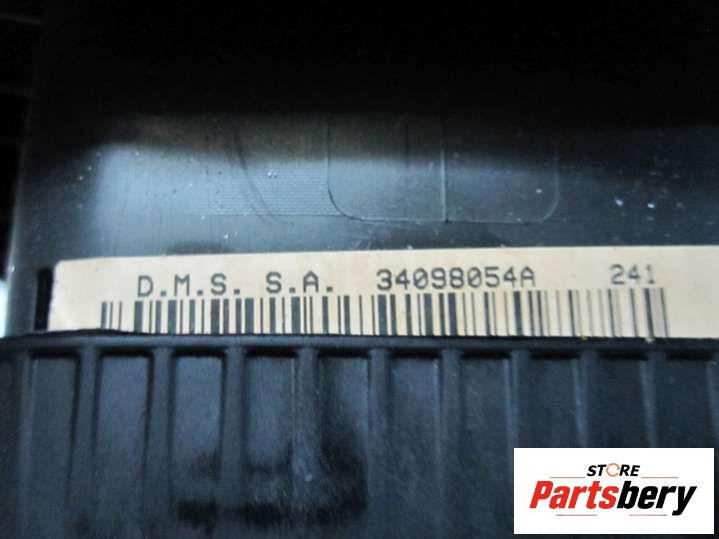 D.M.S. S.A. 34098054A 241
STORE
Partsbery